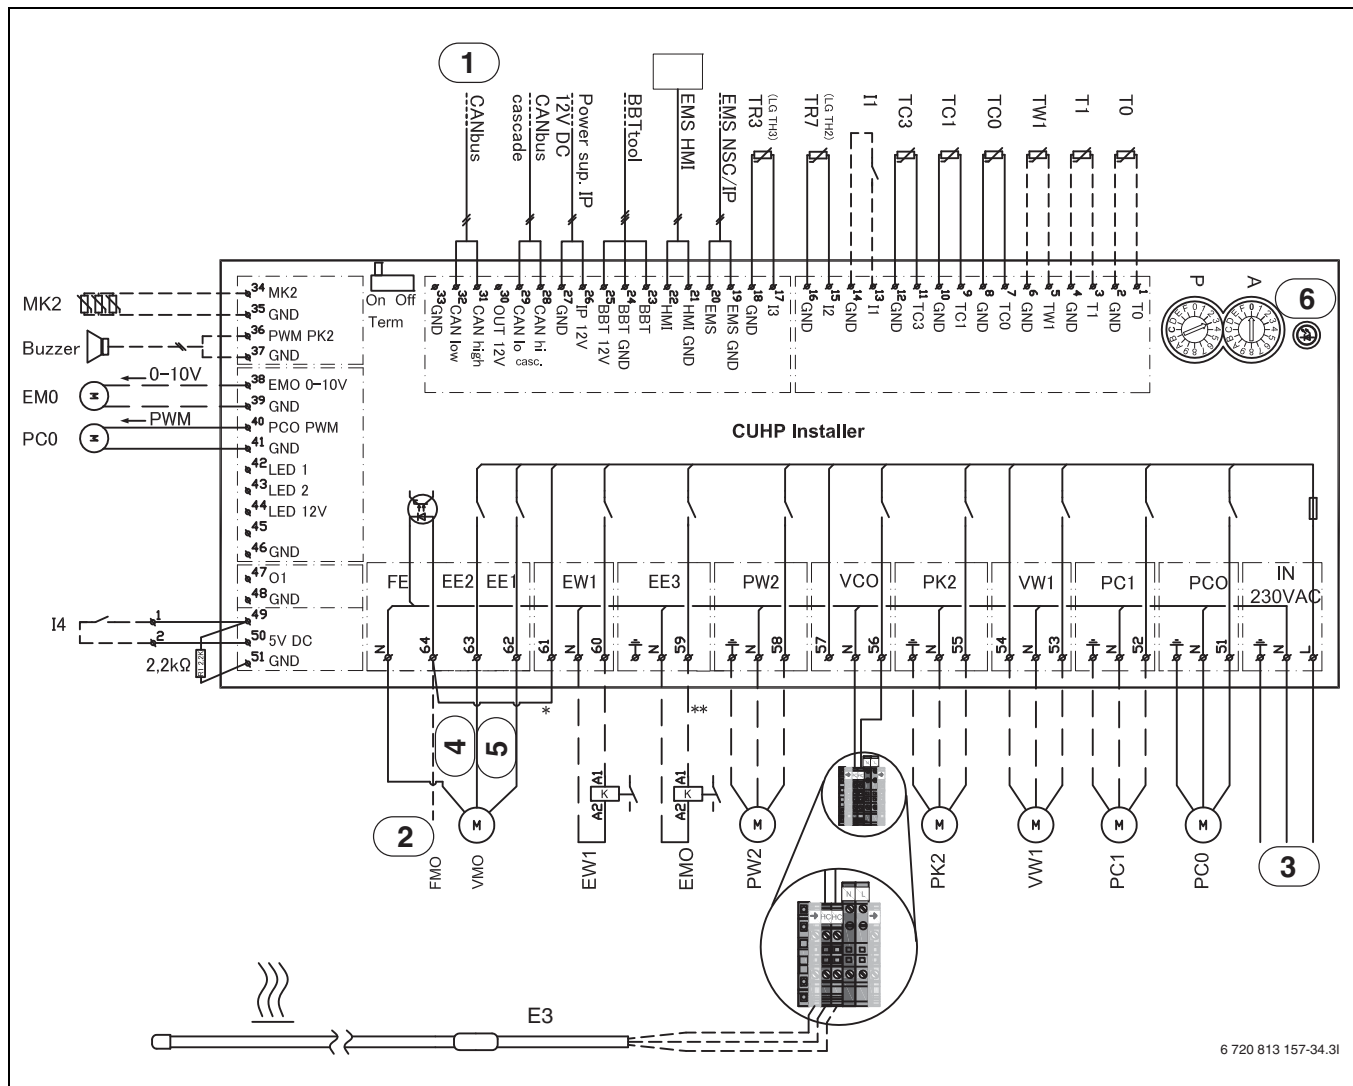 1
CANbus
CANbus
cascade
Power sup. IP
12V DC
BBTtool
EMS HMI
EMS NSC/IP
TR3
(LG TH3)
TR7
(LG TH2)
I1
TC3
TC1
TC0
TW1
T1
T0
MK2
Buzzer
EM0
0-10V
PC0
PWM
I4
1
2
2,2kΩ
34 MK2
35 GND
36 PWM PK2
37 GND
38 EMO 0-10V
39 GND
40 PCO PWM
41 GND
42 LED 1
43 LED 2
44 LED 12V
45
46 GND
47 O1
48 GND
49
50 5V DC
51 GND
On Off
Term
33 GND
32 CAN low
31 CAN high
30 OUT 12V
29 CAN lo
28 CAN hi
casc.
27 GND
26 IP 12V
25 BBT 12V
24 BBT GND
23 BBT
22 HMI
21 HMI GND
20 EMS
19 EMS GND
18 GND
17 I3
16 GND
15 I2
14 GND
13 I1
12 GND
11 TC3
10 GND
9 TC1
8 GND
7 TC0
6 GND
5 TW1
4 GND
3 T1
2 GND
1 T0
P
A
6
CUHP Installer
FE
EE2
EE1
EW1
EE3
PW2
VCO
PK2
VW1
PC1
PCO
IN
230VAC
N
64
63
62
61
N
60
N
59
N
58
57
N
56
N
55
54
N
53
N
52
N
51
N
L
*
**
4
5
2
3
FMO
M
VMO
A1
K
A2
EW1
A1
K
A2
EMO
M
PW2
M
PK2
M
VW1
M
PC1
M
PC0
N
L
HC
HC
E3
6 720 813 157-34.3I